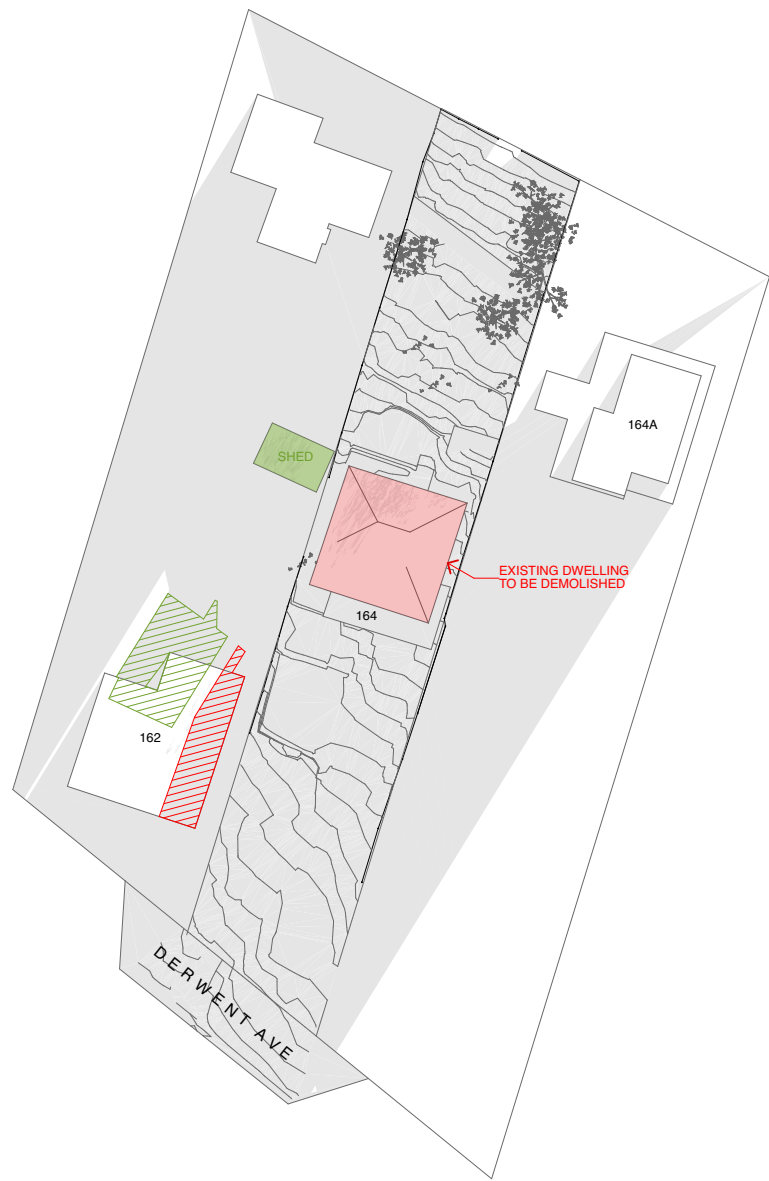 164A
SHED
EXISTING DWELLING
TO BE DEMOLISHED
164
162
DERWENT AVE